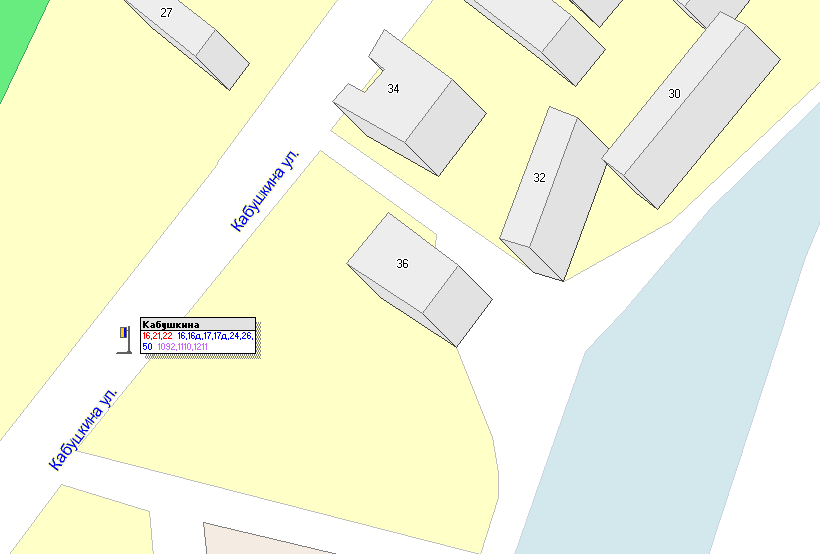 27
34
30
Кабушкина ул.
32
36
Кабушкина
16,21,22 16,16д,17,17д,24,26,
50 1092,1110,1211
Кабушкина ул.